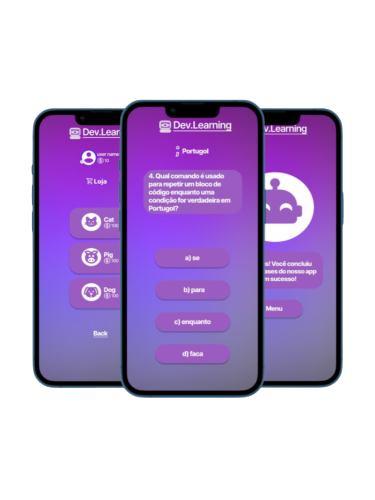 Dev.Learning
user name
10
Loja
Cat
100
Pig
100
Dog
100
Back
Dev.Learning
Portugol
4. Qual comando é usado
para repetir um bloco de
código enquanto uma
condição for verdadeira em
Portugol?
a) se
b) para
c) enquanto
d) faca
Learning
s! Você concluiu
ases do nosso app
m sucesso!
Menu